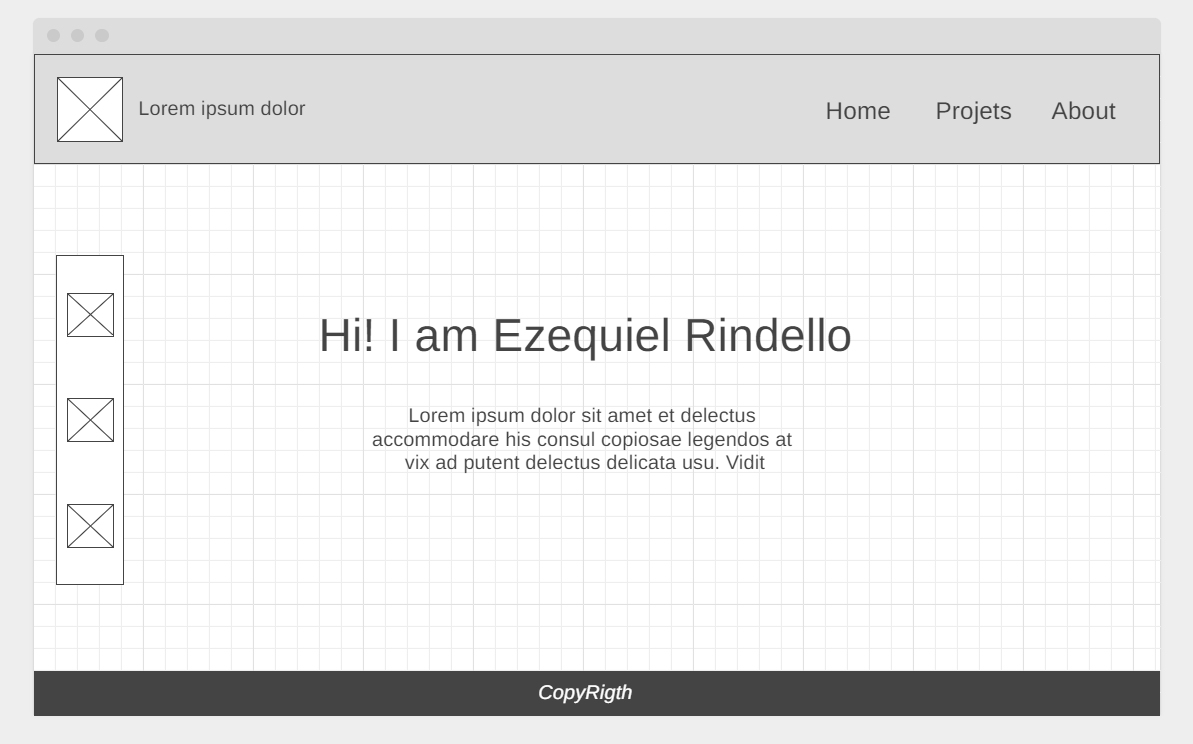 Lorem ipsum dolor
Home Projets About
Hi! I am Ezequiel Rindello
Lorem ipsum dolor sit amet et delectus
accommodare his consul copiosae legendos at
vix ad putent delectus delicata usu. Vidit
CopyRigth